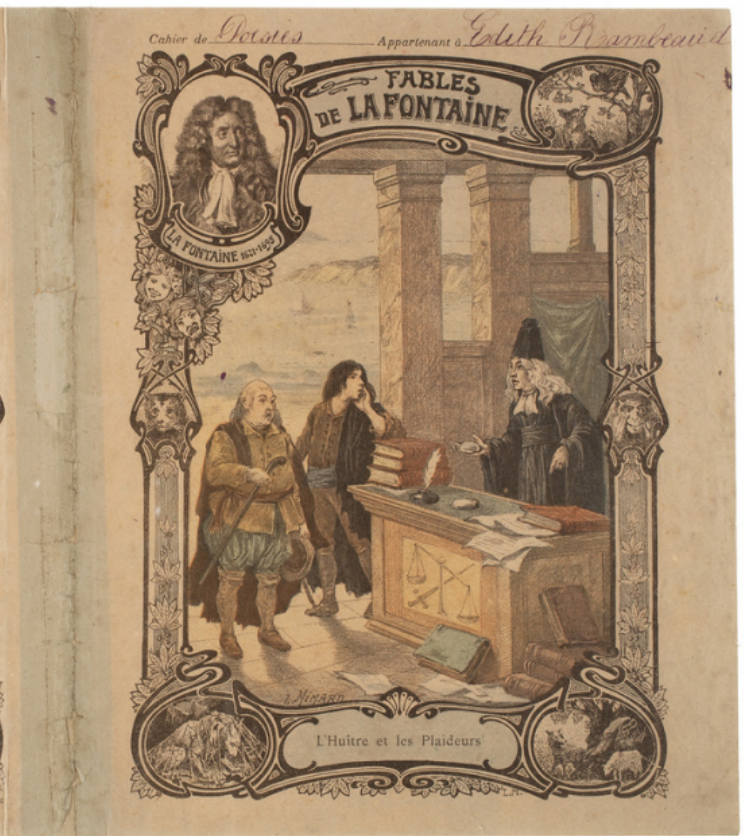 Cahier de Poésies Appartenant à Edith Rambeaud
FABLES
DE LA FONTAINE
LA FONTAINE 1621-1695
L'Huître et les Plaideurs